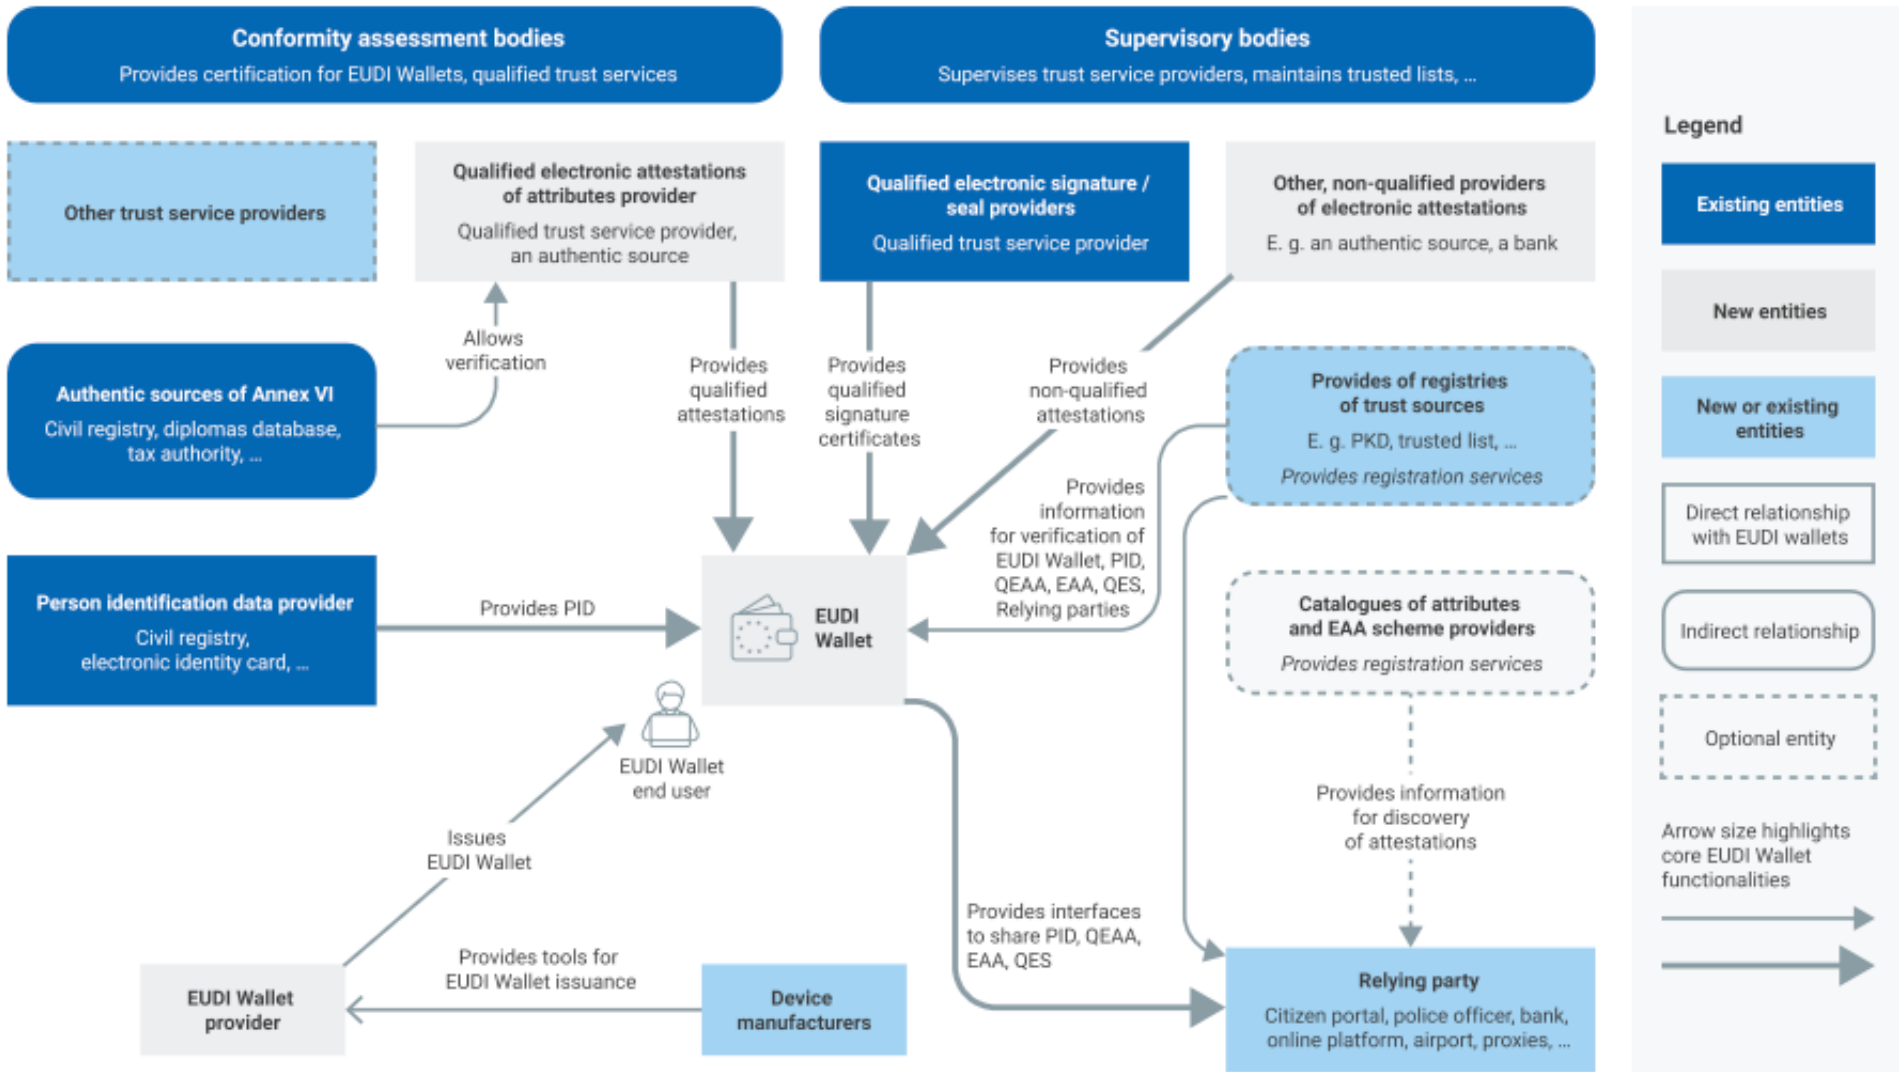 Conformity assessment bodies
Provides certification for EUDI Wallets, qualified trust services
Supervisory bodies
Supervises trust service providers, maintains trusted lists, ...
Other trust service providers
Qualified electronic attestations
of attributes provider
Qualified trust service provider,
an authentic source
Qualified electronic signature /
seal providers
Qualified trust service provider
Other, non-qualified providers
of electronic attestations
E. g. an authentic source, a bank
Allows
verification
Authentic sources of Annex VI
Civil registry, diplomas database,
tax authority, ...
Provides
qualified
attestations
Provides
qualified
signature
certificates
Provides
non-qualified
attestations
Provides of registries
of trust sources
E. g. PKD, trusted list, ...
Provides registration services
Provides
information
for verification of
EUDI Wallet, PID,
QEAA, EAA, QES,
Relying parties
Person identification data provider
Civil registry,
electronic identity card, ...
Provides PID
EUDI
Wallet
Catalogues of attributes
and EAA scheme providers
Provides registration services
EUDI Wallet
end user
Issues
EUDI Wallet
Provides information
for discovery
of attestations
Provides interfaces
to share PID, QEAA,
EAA, QES
Provides tools for
EUDI Wallet issuance
EUDI Wallet
provider
Device
manufacturers
Relying party
Citizen portal, police officer, bank,
online platform, airport, proxies, ...
Legend
Existing entities
New entities
New or existing
entities
Direct relationship
with EUDI wallets
Indirect relationship
Optional entity
Arrow size highlights
core EUDI Wallet
functionalities